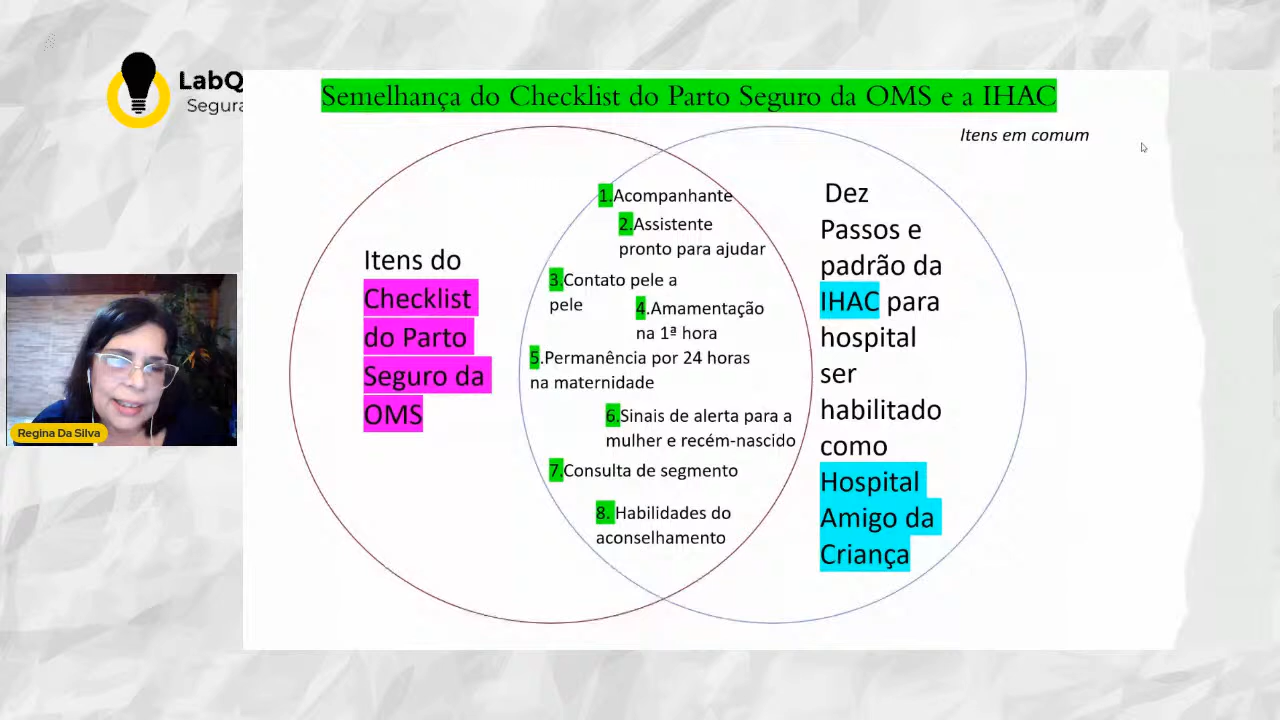 LabQ
Segura
Semelhança do Checklist do Parto Seguro da OMS e a IHAC
Itens em comum
Itens do
Checklist
do Parto
Seguro da
OMS
1.Acompanhante
2.Assistente
pronto para ajudar
3.Contato pele a
pele
4.Amamentação
na 1ª hora
5.Permanência por 24 horas
na maternidade
6.Sinais de alerta para a
mulher e recém-nascido
7.Consulta de segmento
8. Habilidades do
aconselhamento
Dez
Passos e
padrão da
IHAC para
hospital
ser
habilitado
como
Hospital
Amigo da
Criança
Regina Da Silva